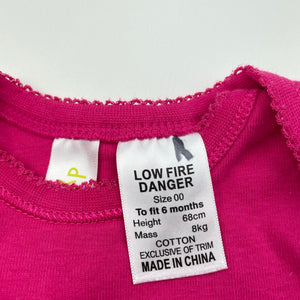 LOW FIRE
DANGER
Size 00
To fit 6 months
Height 68cm
Mass 8kg
COTTON
EXCLUSIVE OF TRIM
MADE IN CHINA